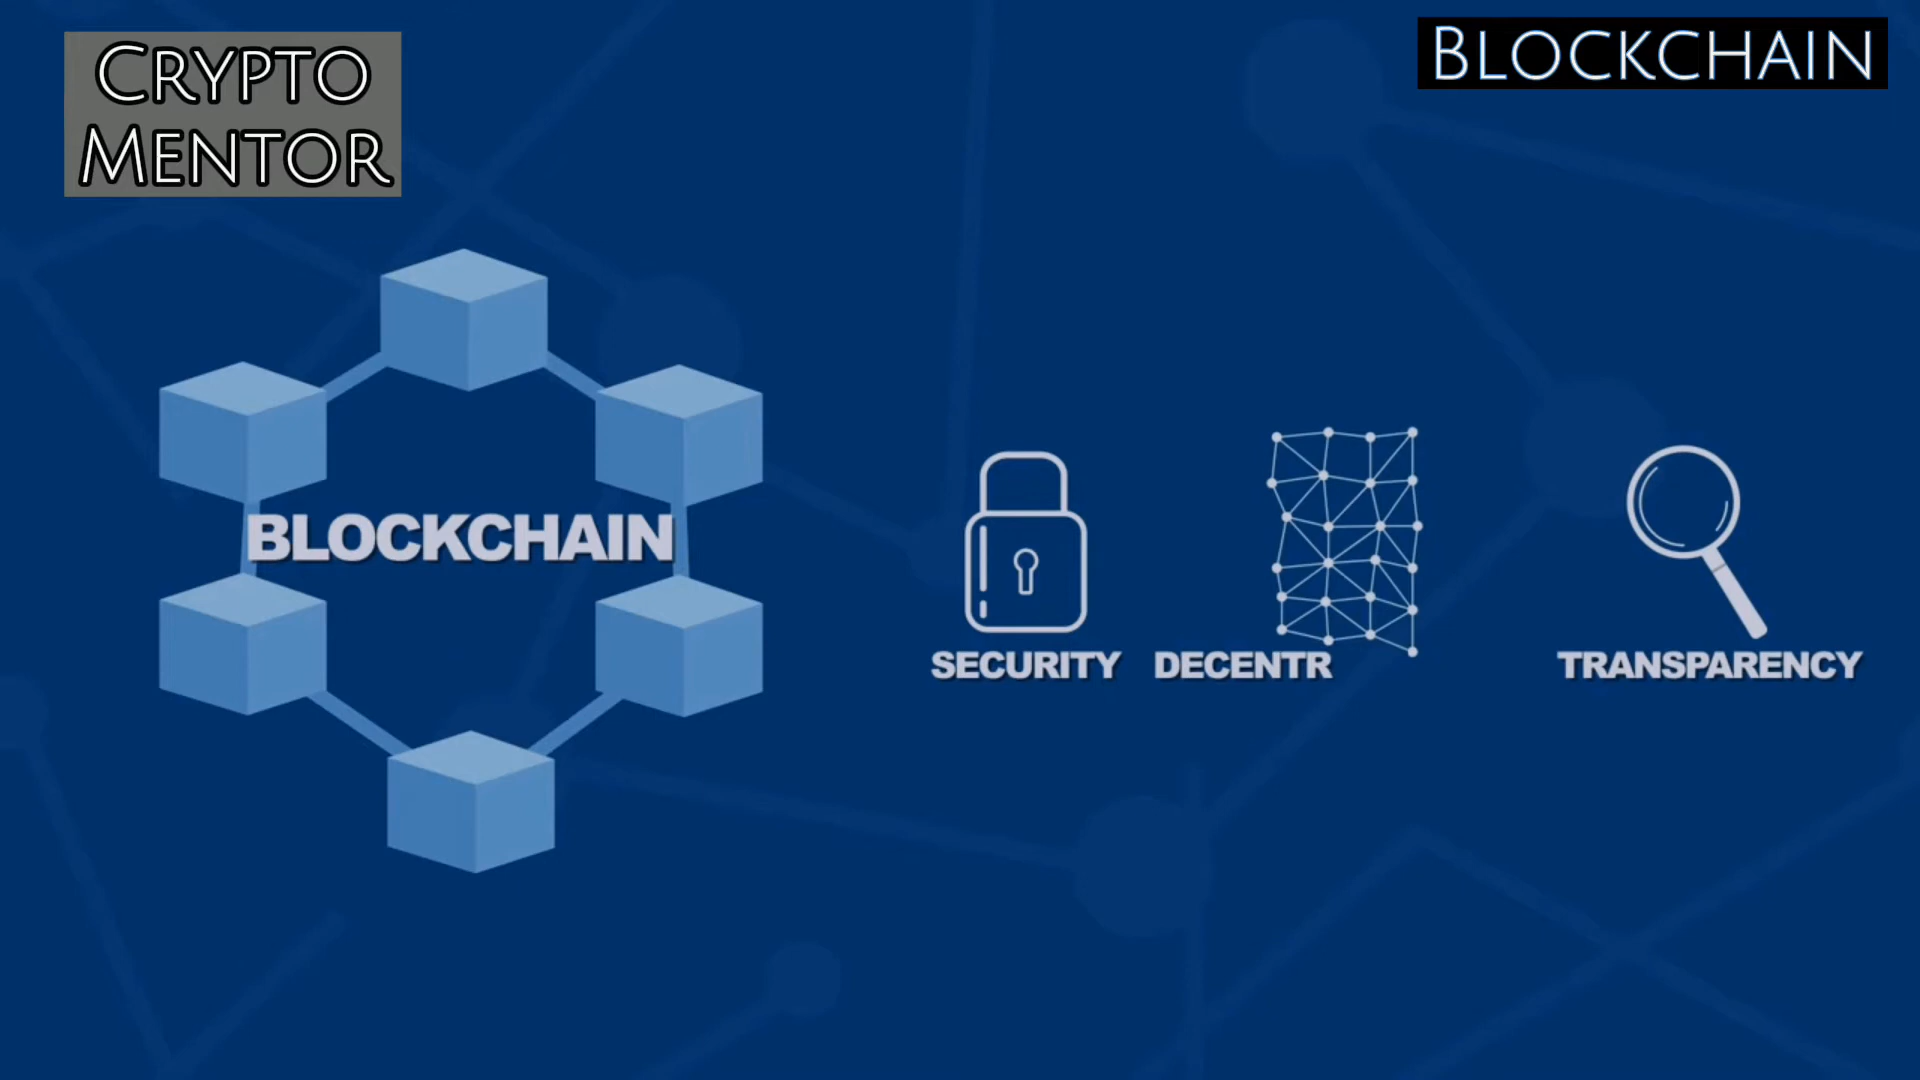 CRYPTO
MENTOR
BLOCKCHAIN
BLOCKCHAIN
SECURITY
DECENTR
TRANSPARENCY